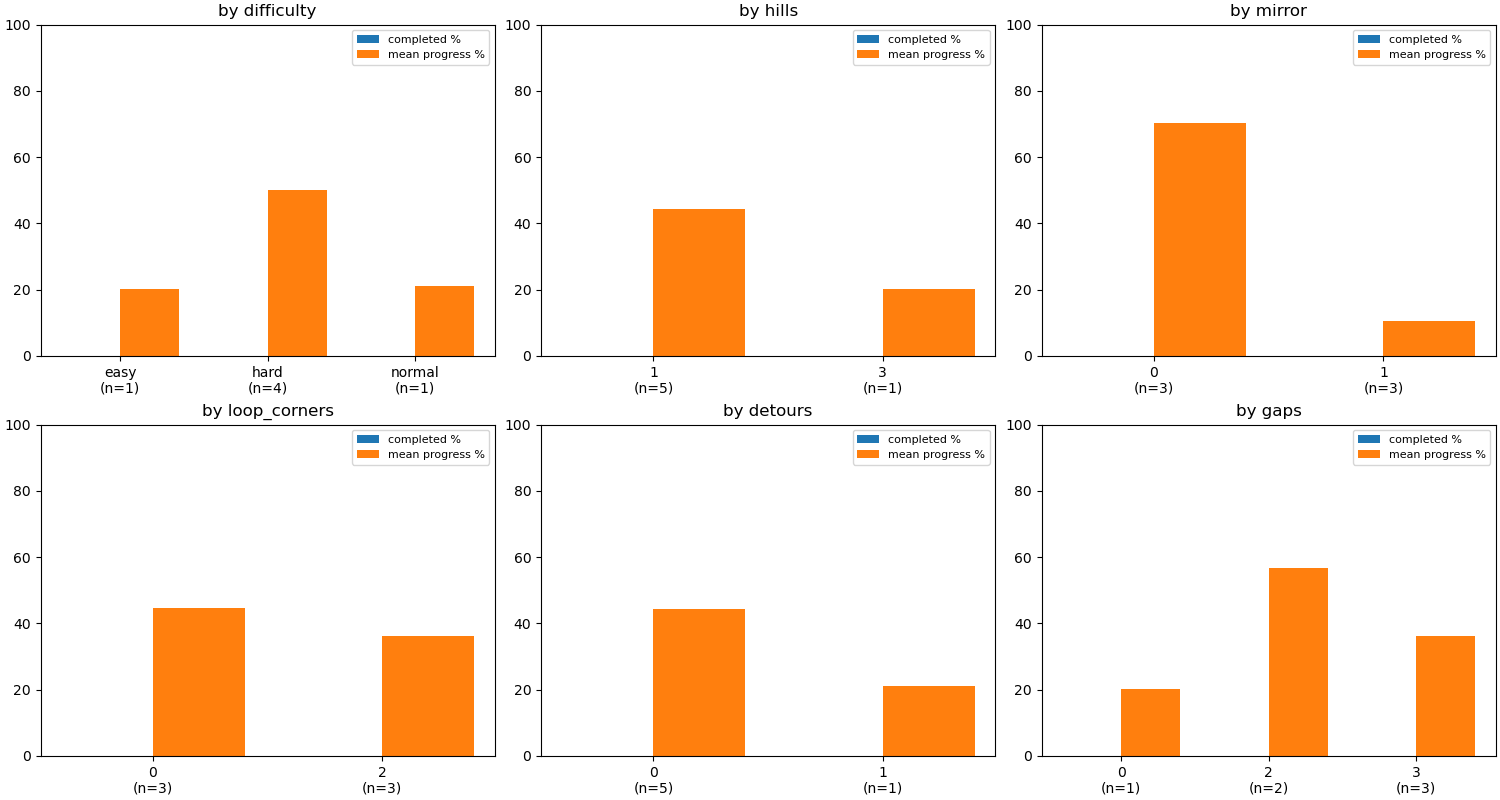 by difficulty
100
80
60
40
20
0
completed %
mean progress %
easy
(n=1)
hard
(n=4)
normal
(n=1)
by hills
100
80
60
40
20
0
completed %
mean progress %
1
(n=5)
3
(n=1)
by mirror
100
80
60
40
20
0
completed %
mean progress %
0
(n=3)
1
(n=3)
by loop_corners
100
80
60
40
20
0
completed %
mean progress %
0
(n=3)
2
(n=3)
by detours
100
80
60
40
20
0
completed %
mean progress %
0
(n=5)
1
(n=1)
by gaps
100
80
60
40
20
0
completed %
mean progress %
0
(n=1)
2
(n=2)
3
(n=3)